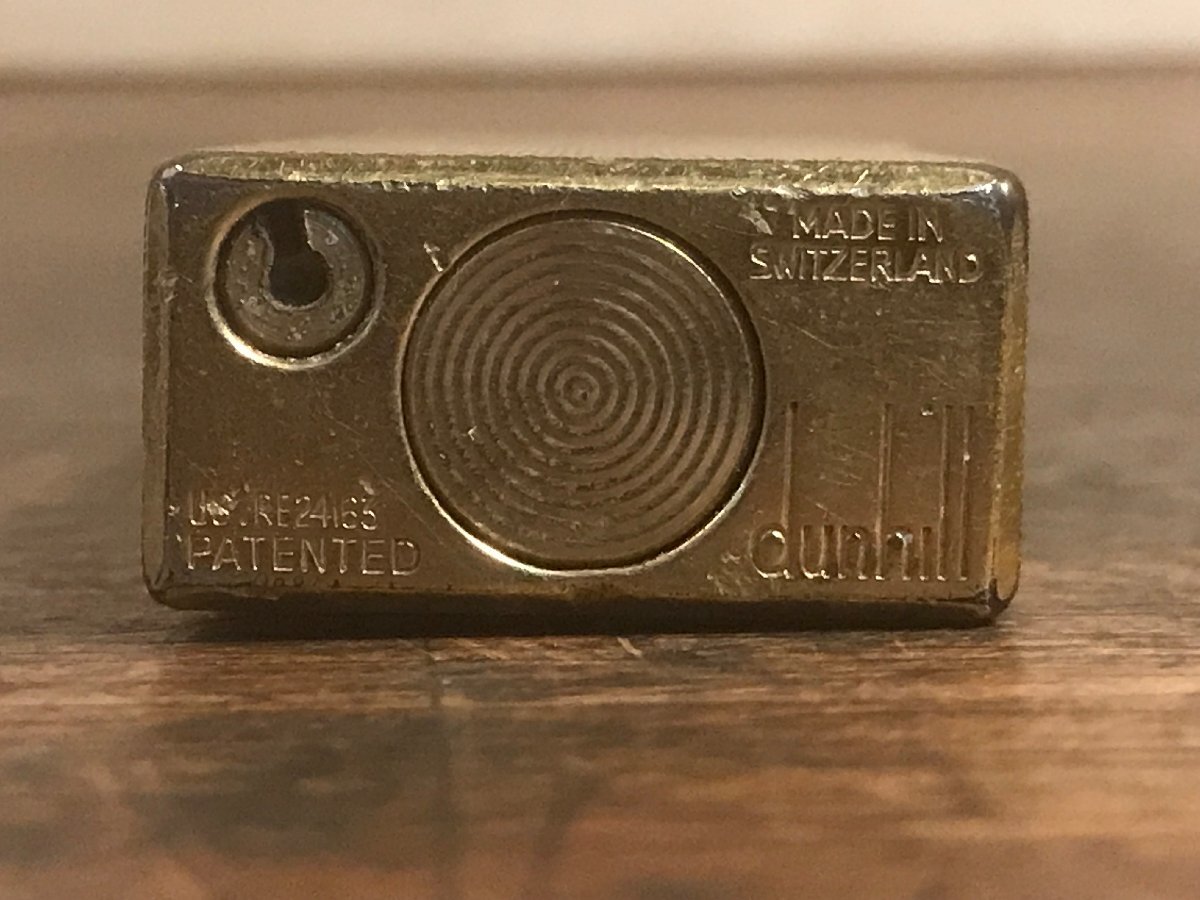 MADE IN
SWITZERLAND
US.RE24163
PATENTED
dunhill